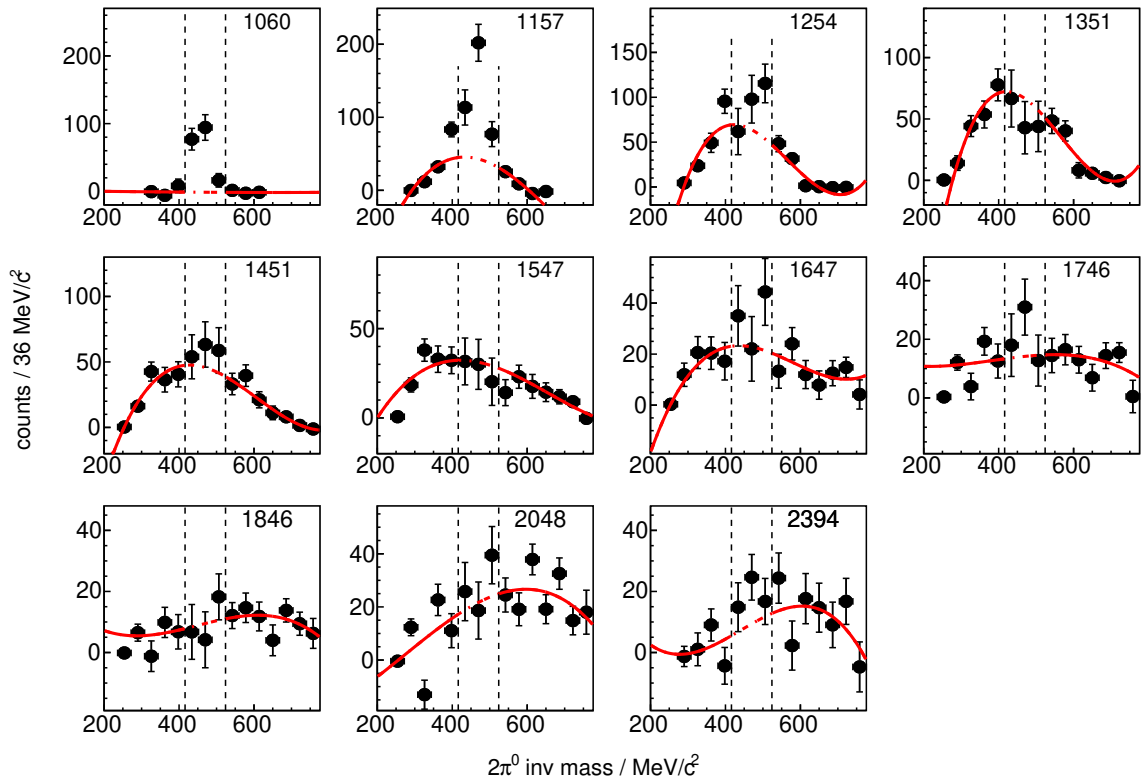 1060 1157 1254 1351
200 200 150 100
100 100 100 50
0 0 50 0
0
200 400 600 200 400 600 200 400 600 200 400 600
1451 1547 1647 1746
100 50 40 40
50 20 20
0 0 0 0
200 400 600 200 400 600 200 400 600 200 400 600
1846 2048 2394
40 40 40
20 20 20
0 0 0
200 400 600 200 400 600 200 400 600
counts / 36 MeV/c²
2π⁰ inv mass / MeV/c²